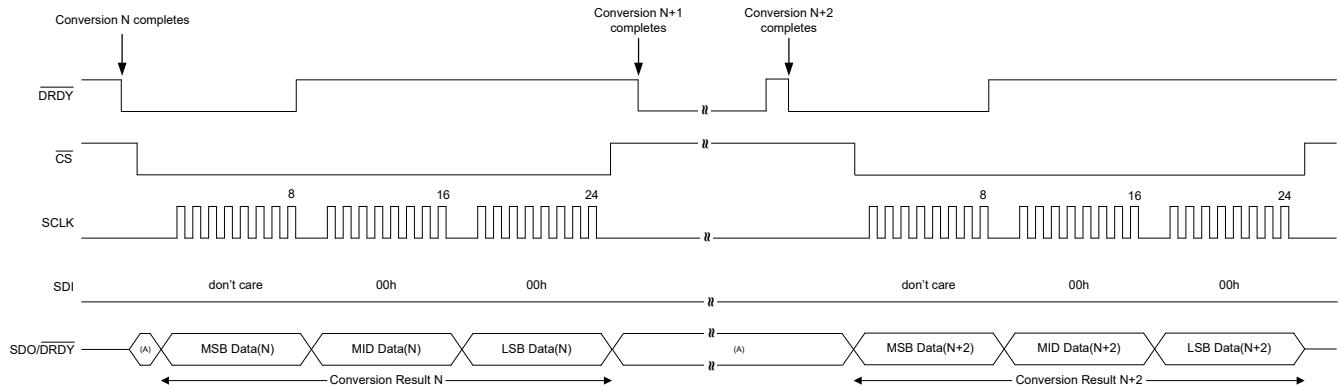 Conversion N completes
Conversion N+1
completes
Conversion N+2
completes
DRDY
CS
8
16
24
8
16
24
SCLK
SDI
don't care
00h
00h
don't care
00h
00h
SDO/DRDY
(A)
MSB Data(N)
MID Data(N)
LSB Data(N)
(A)
MSB Data(N+2)
MID Data(N+2)
LSB Data(N+2)
Conversion Result N
Conversion Result N+2